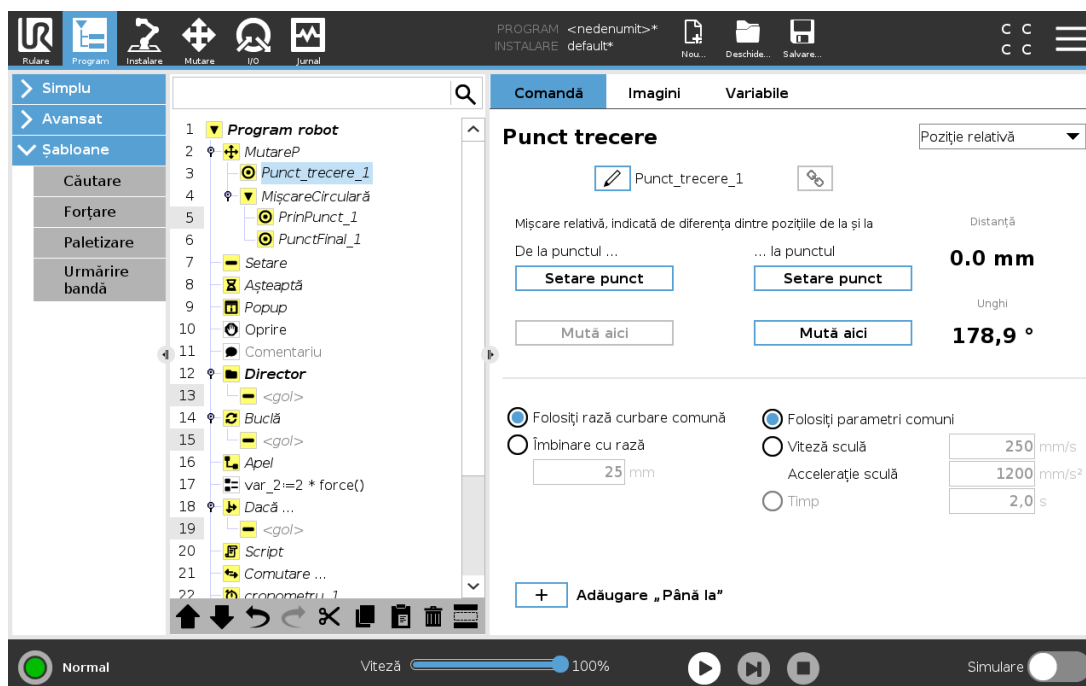 PROGRAM <nedenumit>*
INSTALARE default*
Rulare
Program
Instalare
Mutare
I/O
Jurnal
Nou...
Deschide...
Salvare...
C C
C C
Simplu
Avansat
Șabloane
Căutare
Forțare
Paletizare
Urmărire
bandă
1 Program robot
2 MutareP
3 Punct_trecere_1
4 MișcareCirculară
5 PrinPunct_1
6 PunctFinal_1
7 Setare
8 Așteaptă
9 Popup
10 Oprire
11 Comentariu
12 Director
13 <gol>
14 Buclă
15 <gol>
16 Apel
17 var_2:=2 * force()
18 Dacă ...
19 <gol>
20 Script
21 Comutare ...
22 cronometru_1
Comandă
Imagini
Variabile
Punct trecere
Poziție relativă
Punct_trecere_1
Mișcare relativă, indicată de diferența dintre pozițiile de la și la
De la punctul ...
... la punctul
Setare punct
Setare punct
Mută aici
Mută aici
Distanță
0.0 mm
Unghi
178,9 °
Folosiți rază curbare comună
Îmbinare cu rază
25 mm
Folosiți parametri comuni
Viteză sculă 250 mm/s
Accelerație sculă 1200 mm/s²
Timp 2,0 s
+ Adăugare „Până la”
Normal
Viteză 100%
Simulare